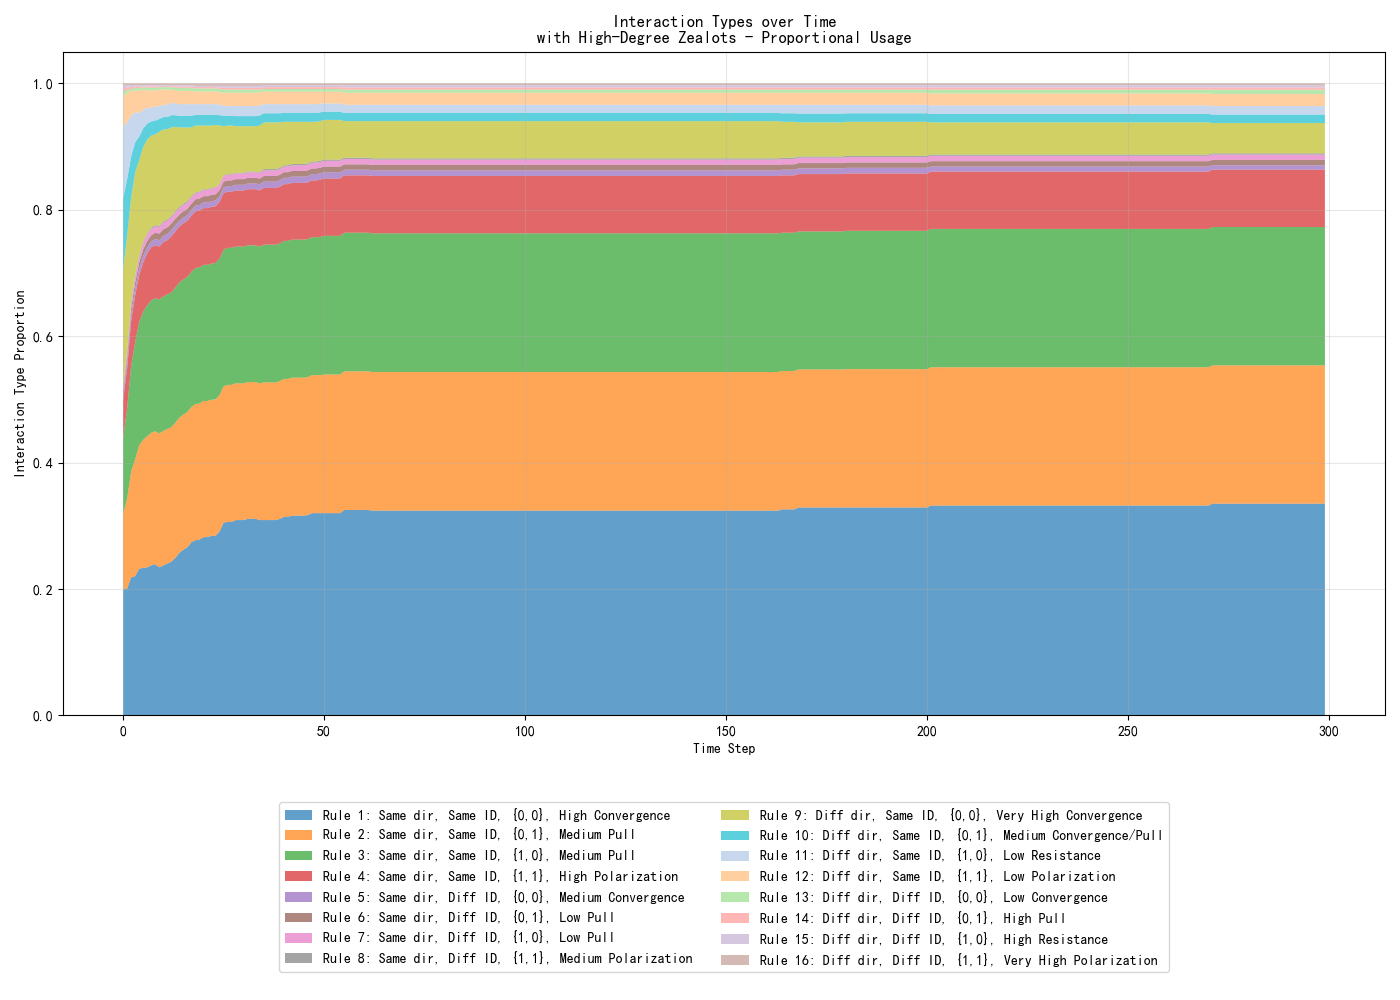 Interaction Types over Time
with High-Degree Zealots - Proportional Usage
Interaction Type Proportion
1.0
0.8
0.6
0.4
0.2
0.0
0
50
100
150
200
250
300
Time Step
Rule 1: Same dir, Same ID, {0,0}, High Convergence
Rule 2: Same dir, Same ID, {0,1}, Medium Pull
Rule 3: Same dir, Same ID, {1,0}, Medium Pull
Rule 4: Same dir, Same ID, {1,1}, High Polarization
Rule 5: Same dir, Diff ID, {0,0}, Medium Convergence
Rule 6: Same dir, Diff ID, {0,1}, Low Pull
Rule 7: Same dir, Diff ID, {1,0}, Low Pull
Rule 8: Same dir, Diff ID, {1,1}, Medium Polarization
Rule 9: Diff dir, Same ID, {0,0}, Very High Convergence
Rule 10: Diff dir, Same ID, {0,1}, Medium Convergence/Pull
Rule 11: Diff dir, Same ID, {1,0}, Low Resistance
Rule 12: Diff dir, Same ID, {1,1}, Low Polarization
Rule 13: Diff dir, Diff ID, {0,0}, Low Convergence
Rule 14: Diff dir, Diff ID, {0,1}, High Pull
Rule 15: Diff dir, Diff ID, {1,0}, High Resistance
Rule 16: Diff dir, Diff ID, {1,1}, Very High Polarization